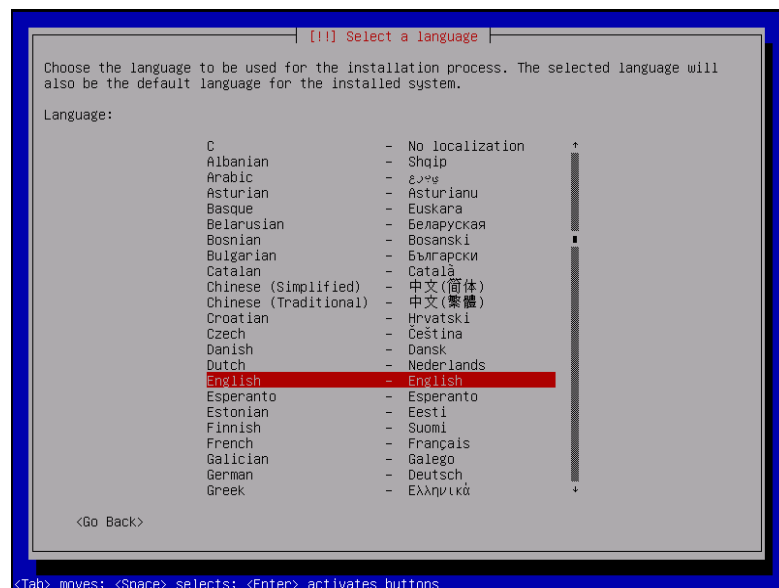 [!!] Select a language
Choose the language to be used for the installation process. The selected language will
also be the default language for the installed system.
Language:
C - No localization
Albanian - Shqip
Arabic - عربي
Asturian - Asturianu
Basque - Euskara
Belarusian - Беларуская
Bosnian - Bosanski
Bulgarian - Български
Catalan - Català
Chinese (Simplified) - 中文(简体)
Chinese (Traditional) - 中文(繁體)
Croatian - Hrvatski
Czech - Čeština
Danish - Dansk
Dutch - Nederlands
English - English
Esperanto - Esperanto
Estonian - Eesti
Finnish - Suomi
French - Français
Galician - Galego
German - Deutsch
Greek - Ελληνικά
<Go Back>
<Tab> moves; <Space> selects; <Enter> activates buttons